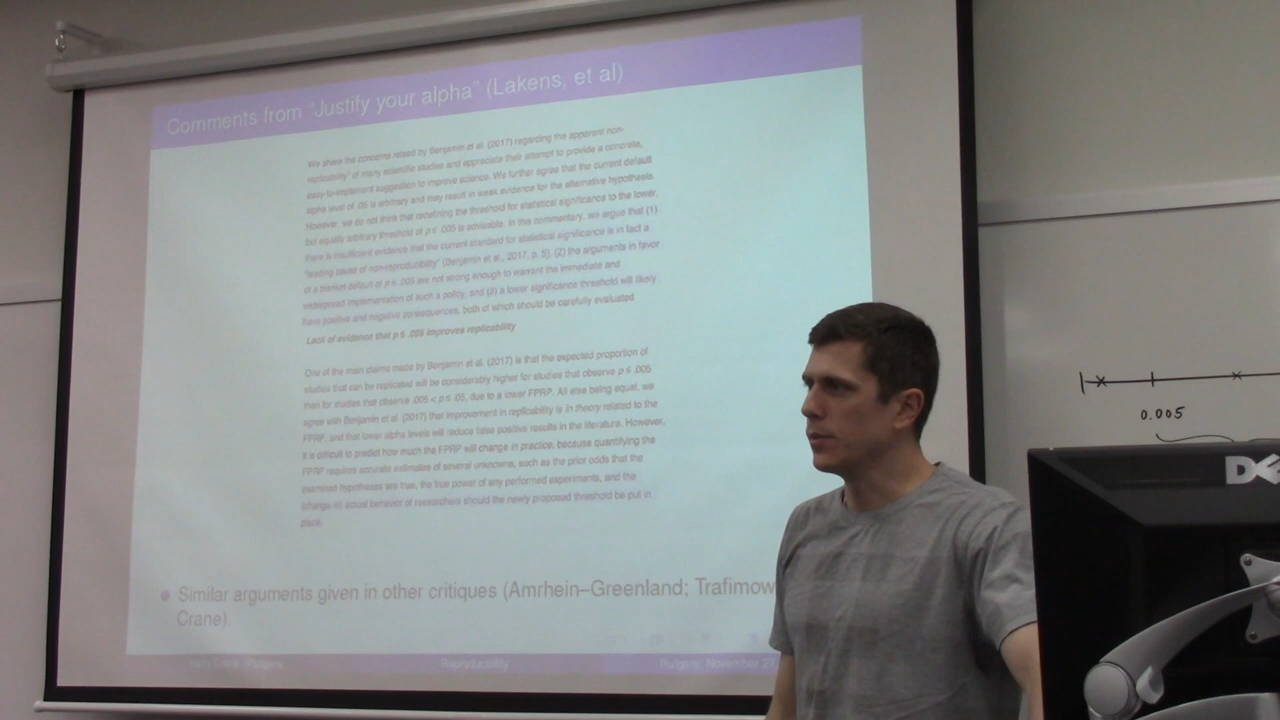 Comments from "Justify your alpha" (Lakens, et al)
We share the concerns raised by Benjamin et al. (2017) regarding the apparent non-
replicability* of many scientific studies and appreciate their attempt to provide a concrete,
easy-to-implement suggestion to improve science. We further agree that the current default
alpha level of .05 is arbitrary and may result in weak evidence for the alternative hypothesis.
However, we do not think that redefining the threshold for statistical significance to the lower,
but equally arbitrary threshold of p ≤ .005 is advisable. In this commentary, we argue that (1)
there is insufficient evidence that the current standard for statistical significance is in fact a
"leading cause of non-reproducibility" (Benjamin et al., 2017, p. 5), (2) the arguments in favor
of a blanket default of p ≤ .005 are not strong enough to warrant the immediate and
widespread implementation of such a policy, and (3) a lower significance threshold will likely
have positive and negative consequences, both of which should be carefully evaluated
Lack of evidence that p ≤ .005 improves replicability
One of the main claims made by Benjamin et al. (2017) is that the expected proportion of
studies that can be replicated will be considerably higher for studies that observe p ≤ .005
than for studies that observe .005 < p ≤ .05, due to a lower FPRP. All else being equal, we
agree with Benjamin et al. (2017) that improvement in replicability is in theory related to the
FPRP, and that lower alpha levels will reduce false positive results in the literature. However,
it is difficult to predict how much the FPRP will change in practice, because quantifying the
FPRP requires accurate estimates of several unknowns, such as the prior odds that the
examined hypotheses are true, the true power of any performed experiments, and the
(change in) actual behavior of researchers should the newly proposed threshold be put in
place.
• Similar arguments given in other critiques (Amrhein–Greenland; Trafimow
Crane).
Harry Crane (Rutgers) Reproducibility Rutgers, November 27,
0.005
DE